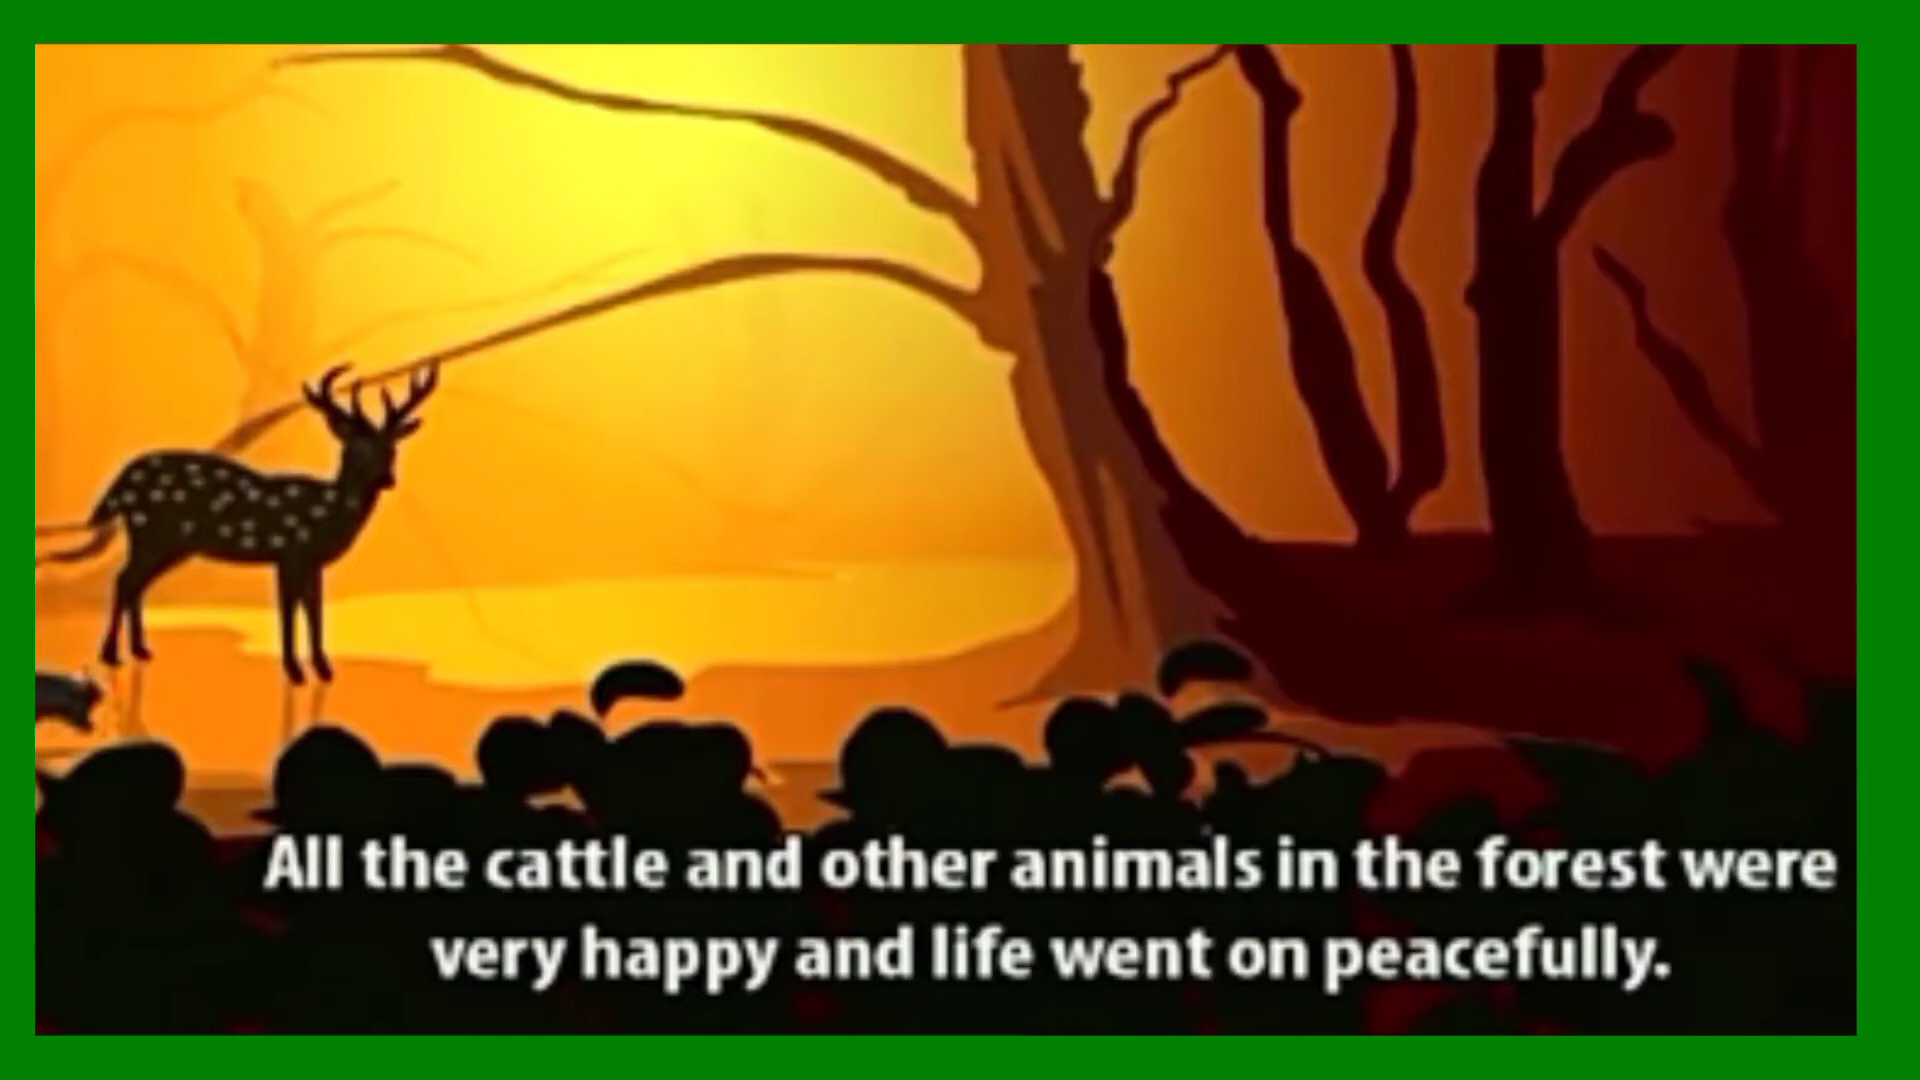 All the cattle and other animals in the forest were
very happy and life went on peacefully.